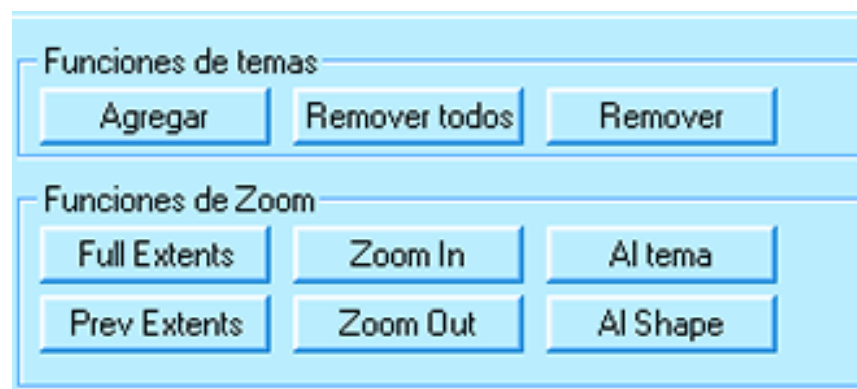 Funciones de temas
Agregar Remover todos Remover
Funciones de Zoom
Full Extents Zoom In Al tema
Prev Extents Zoom Out Al Shape